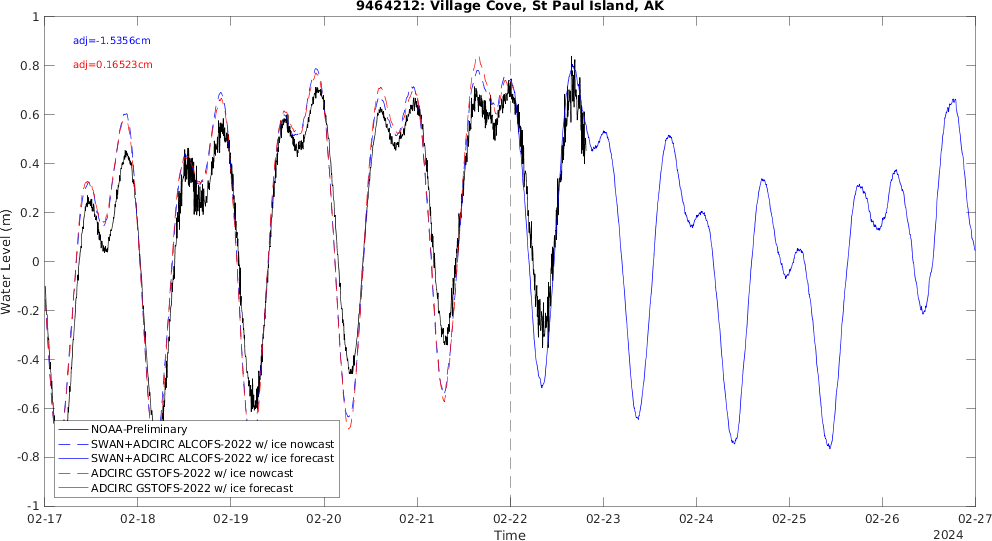 9464212: Village Cove, St Paul Island, AK
adj=-1.5356cm
adj=0.16523cm
Water Level (m)
1
0.8
0.6
0.4
0.2
0
-0.2
-0.4
-0.6
-0.8
-1
NOAA-Preliminary
SWAN+ADCIRC ALCOFS-2022 w/ ice nowcast
SWAN+ADCIRC ALCOFS-2022 w/ ice forecast
ADCIRC GSTOFS-2022 w/ ice nowcast
ADCIRC GSTOFS-2022 w/ ice forecast
02-17 02-18 02-19 02-20 02-21 02-22 02-23 02-24 02-25 02-26 02-27
Time
2024